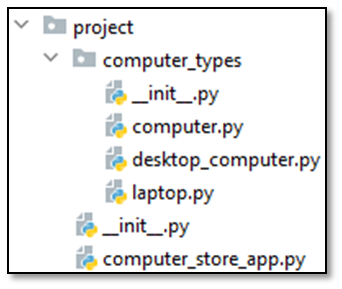 project
computer_types
__init__.py
computer.py
desktop_computer.py
laptop.py
__init__.py
computer_store_app.py